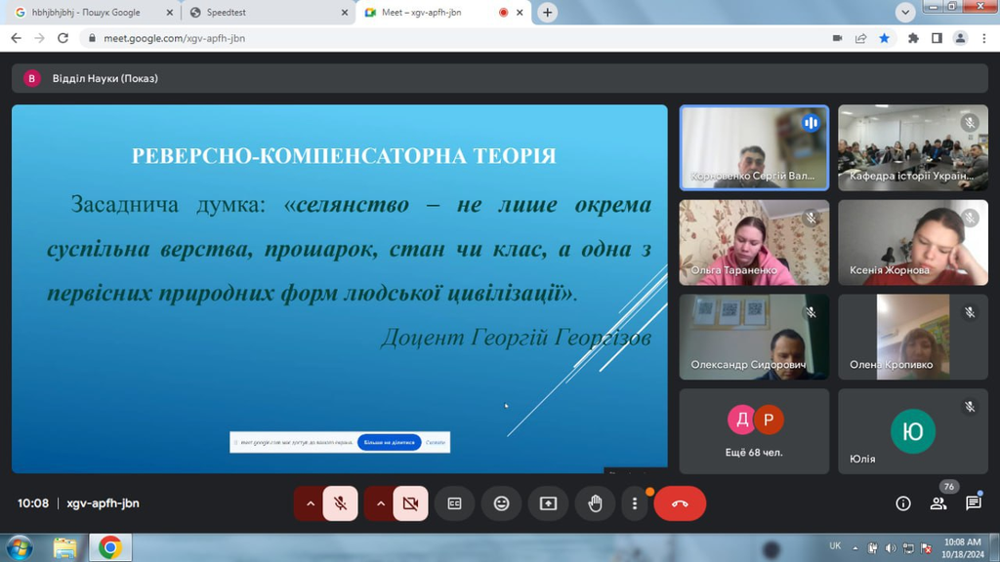 hbhjbhjbhj - Пошук Google
Speedtest
Meet – xgv-apfh-jbn
meet.google.com/xgv-apfh-jbn
В
Відділ Науки (Показ)
РЕВЕРСНО-КОМПЕНСАТОРНА ТЕОРІЯ
Засаднича думка: «селянство – не лише окрема
суспільна верства, прошарок, стан чи клас, а одна з
первісних природних форм людської цивілізації».
Доцент Георгій Георгізов
meet.google.com має доступ до вашого екрана.
Більше не ділитися
Сховати
Корновенко Сергій Вал...
Кафедра історії Україн...
Ольга Тараненко
Ксенія Жорнова
Олександр Сидорович
Олена Кропивко
Д
Р
Ещё 68 чел.
Ю
Юлія
10:08
xgv-apfh-jbn
76
UK
10:08 AM
10/18/2024